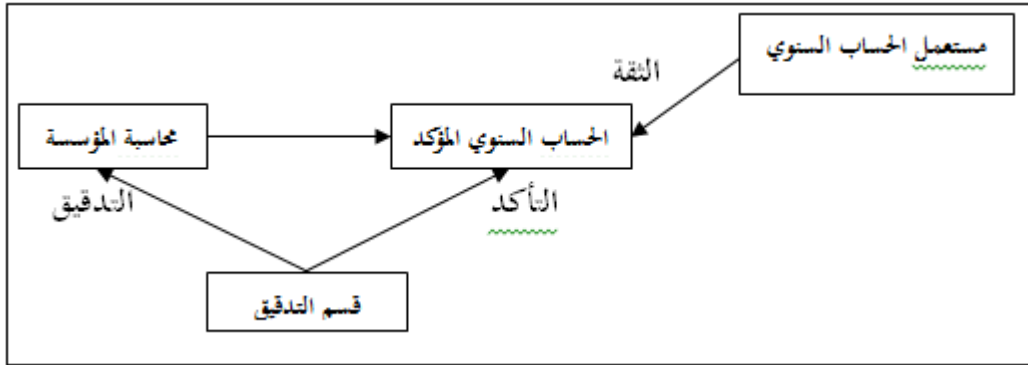 مستعمل الحساب السنوي
الثقة
الحساب السنوي المؤكد
محاسبة المؤسسة
التأكد
التدقيق
قسم التدقيق